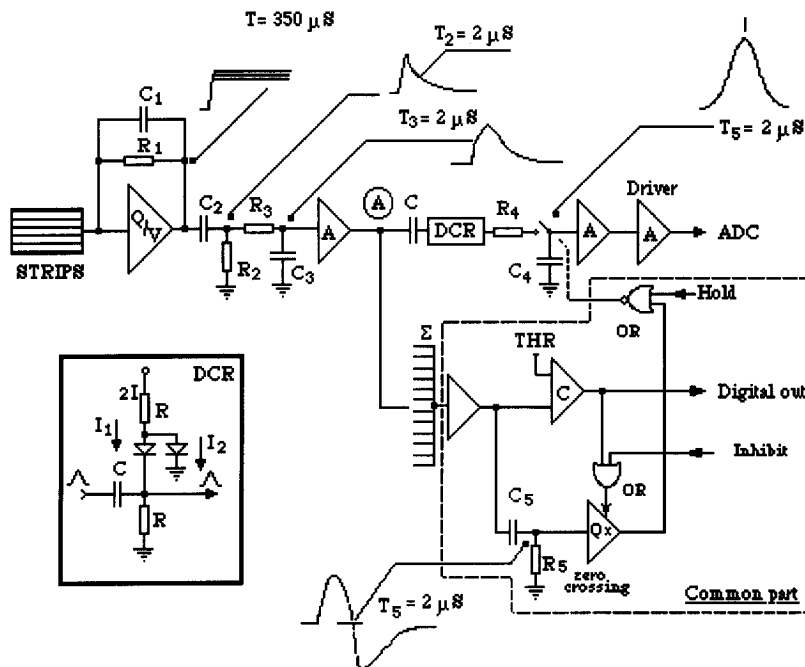 T= 350 µS
T2 = 2 µS
T3 = 2 µS
T5 = 2 µS
C1
R1
Q/V
C2
R3
R2
C3
A
A
C
DCR
R4
C4
A
Driver
A
ADC
STRIPS
Hold
OR
Σ
THR
C
Digital out
Inhibit
OR
C5
R5
Qx
zero
crossing
Common part
T5 = 2 µS
DCR
2I
R
I1
I2
C
R